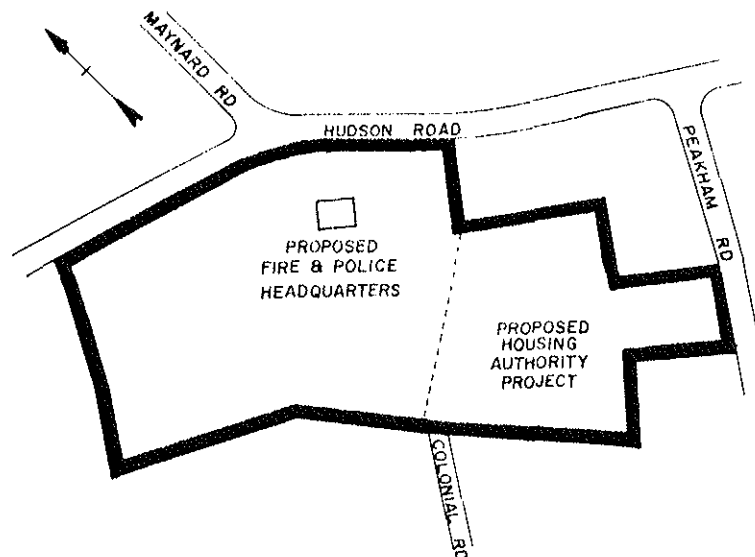 MAYNARD RD
HUDSON ROAD
PEAKHAM RD
PROPOSED
FIRE & POLICE
HEADQUARTERS
PROPOSED
HOUSING
AUTHORITY
PROJECT
COLONIAL RD